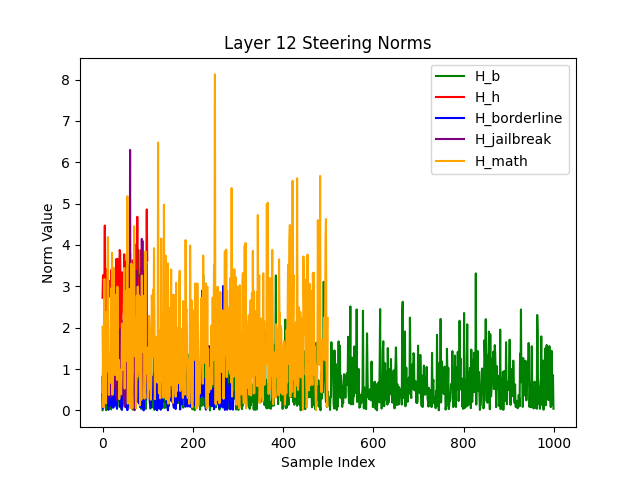 Layer 12 Steering Norms
H_b
H_h
H_borderline
H_jailbreak
H_math
Norm Value
8
7
6
5
4
3
2
1
0
0 200 400 600 800 1000
Sample Index